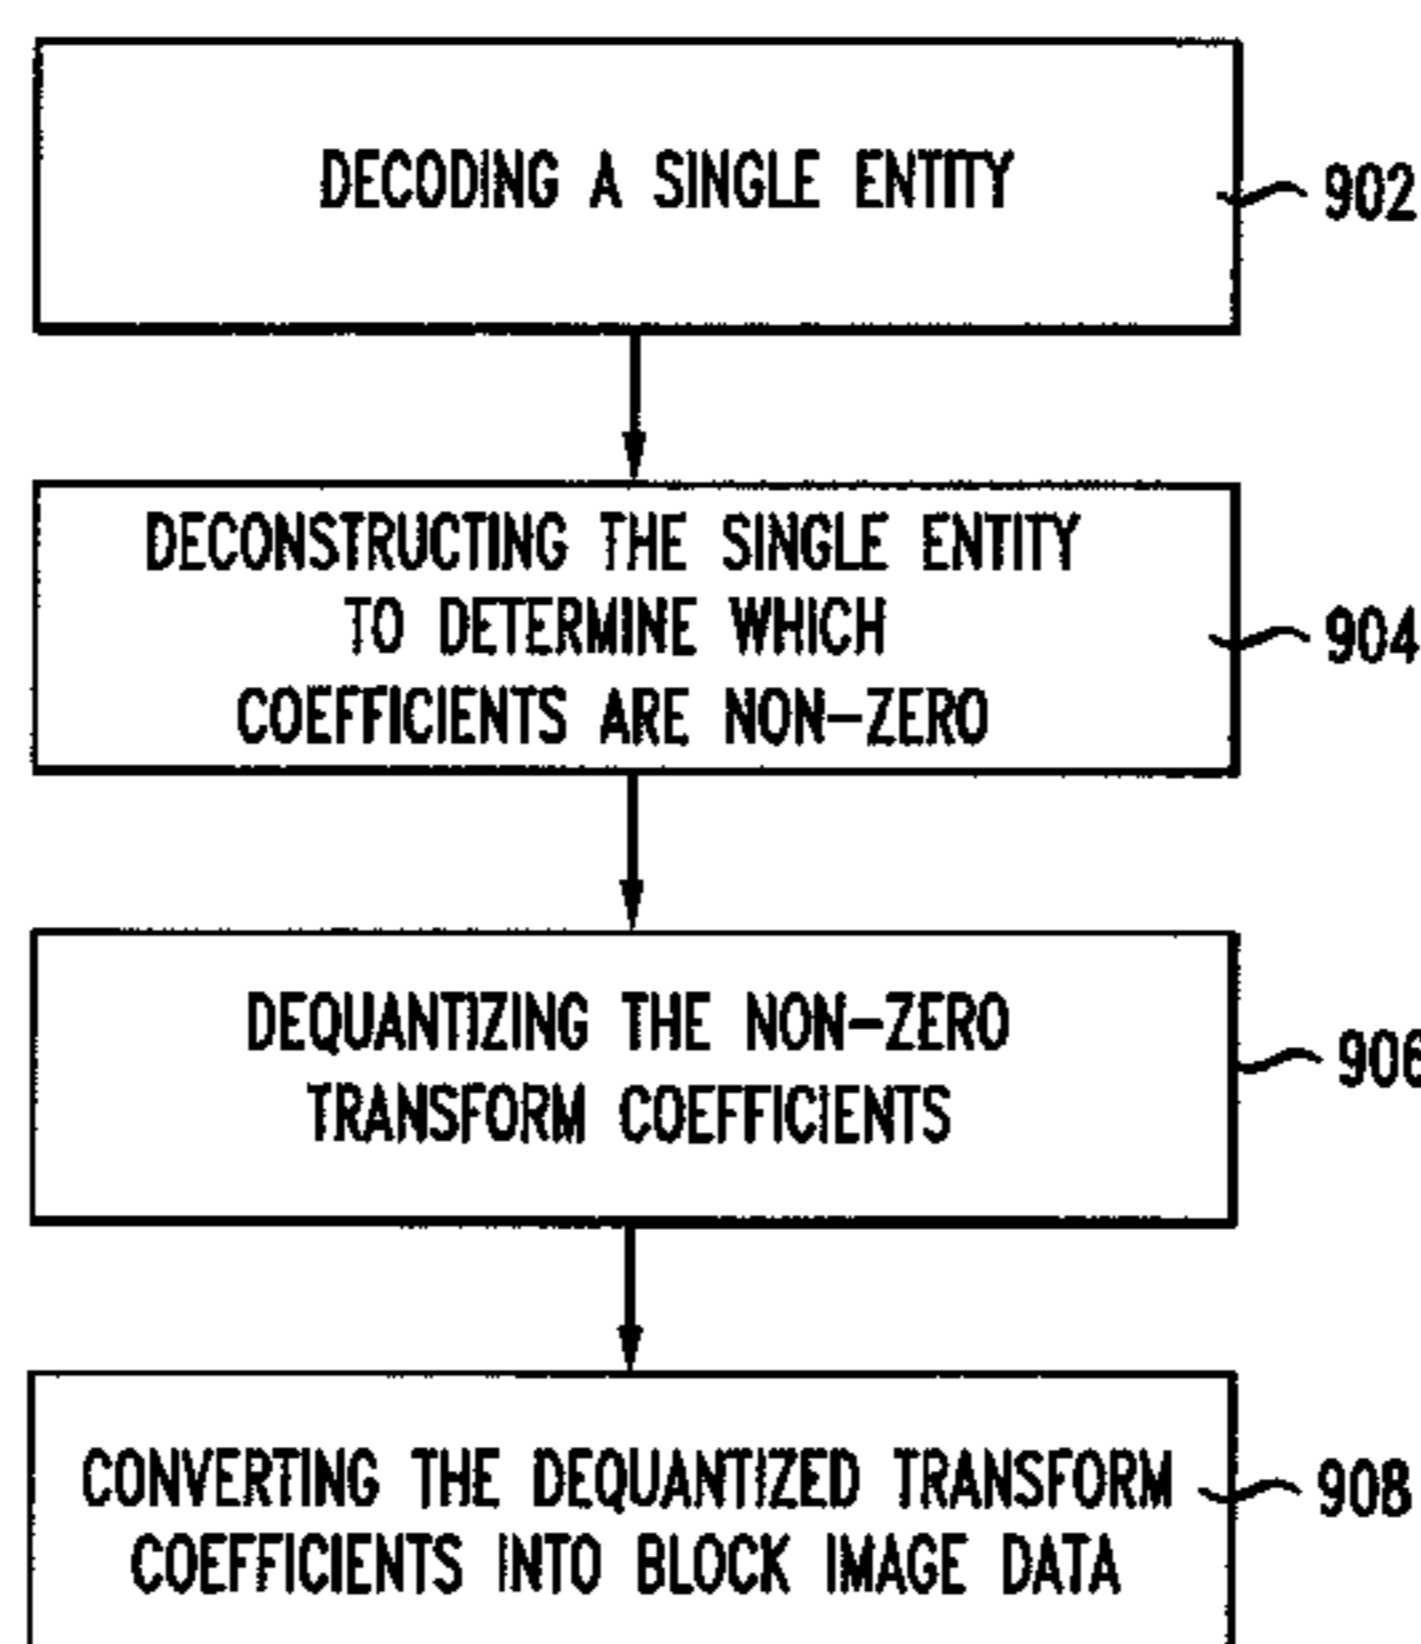 DECODING A SINGLE ENTITY
902
DECONSTRUCTING THE SINGLE ENTITY
TO DETERMINE WHICH
COEFFICIENTS ARE NON-ZERO
904
DEQUANTIZING THE NON-ZERO
TRANSFORM COEFFICIENTS
906
CONVERTING THE DEQUANTIZED TRANSFORM
COEFFICIENTS INTO BLOCK IMAGE DATA
908